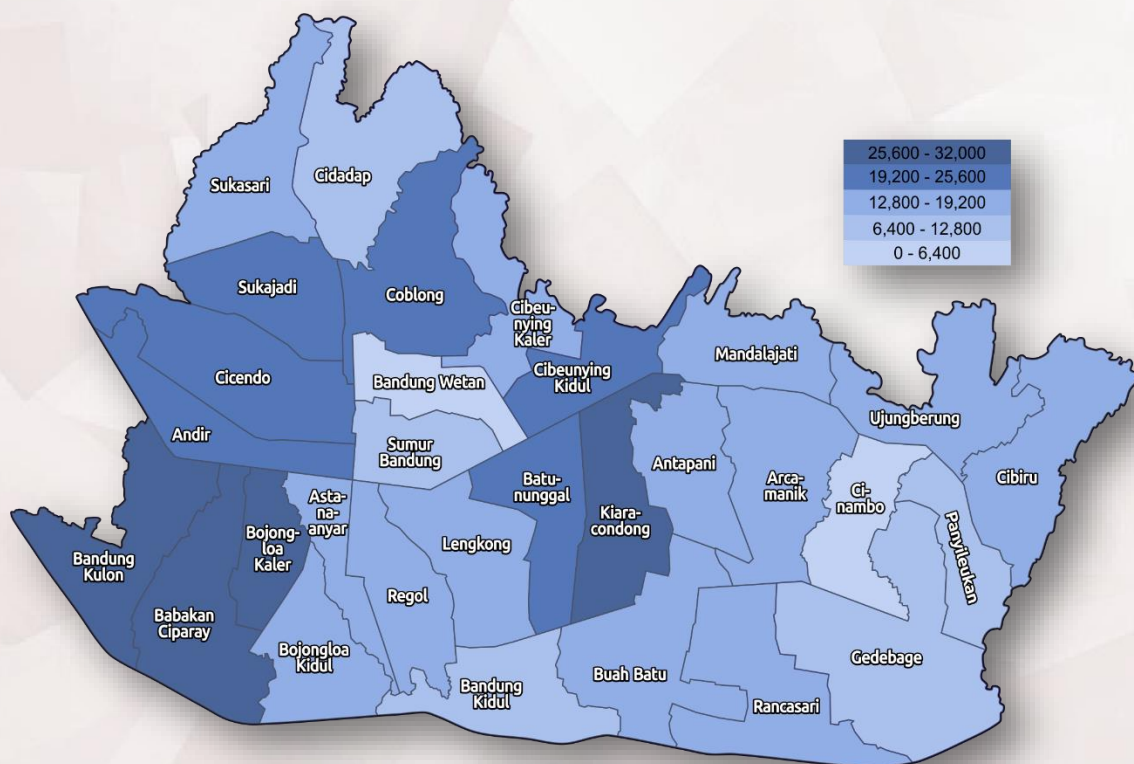 25,600 - 32,000
19,200 - 25,600
12,800 - 19,200
6,400 - 12,800
0 - 6,400
Sukasari
Cidadap
Sukajadi
Coblong
Cibeu-
nying
Kaler
Mandalajati
Cicendo
Bandung Wetan
Cibeunying
Kidul
Ujungberung
Andir
Sumur
Bandung
Antapani
Arca-
manik
Ci-
nambo
Cibiru
Asta-
na-
anyar
Batu-
nunggal
Kiara-
condong
Panyileukan
Bandung
Kulon
Bojong-
loa
Kaler
Lengkong
Regol
Babakan
Ciparay
Bojongloa
Kidul
Bandung
Kidul
Buah Batu
Gedebage
Rancasari